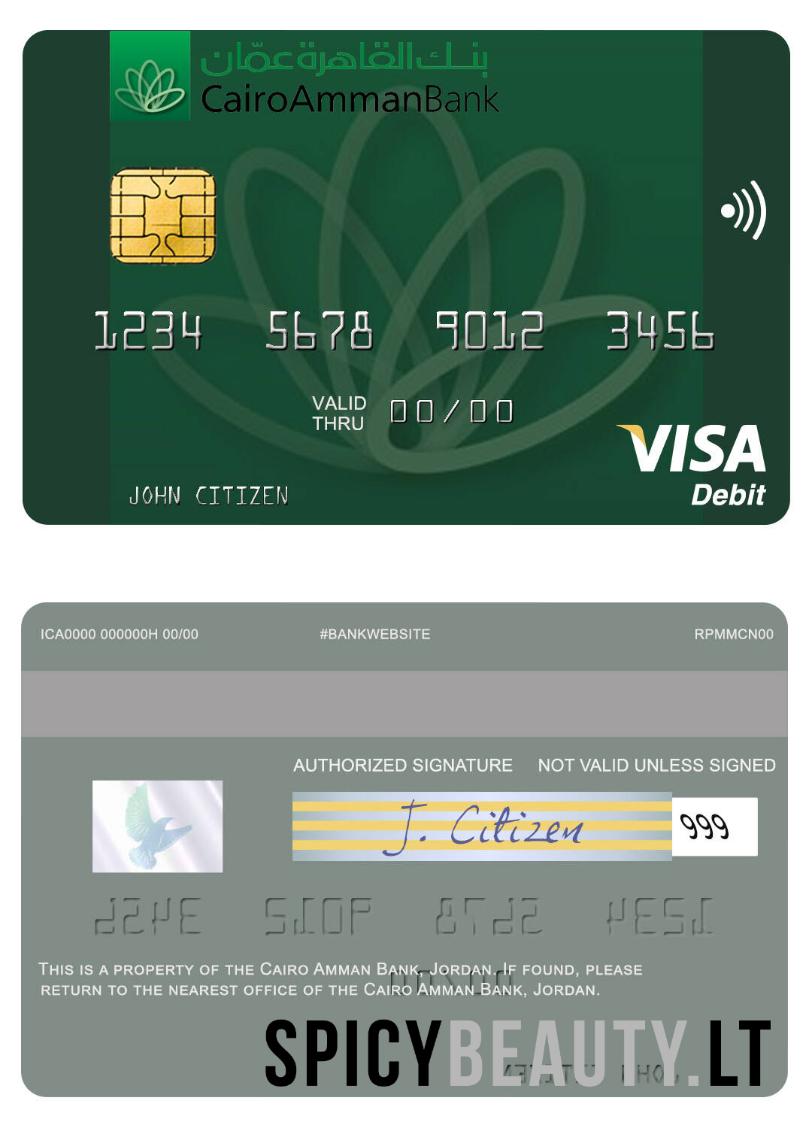 بنك القاهرة عمّان
CairoAmmanBank
1234 5678 9012 3456
VALID THRU 00/00
VISA
Debit
JOHN CITIZEN
ICA0000 000000H 00/00 #BANKWEBSITE RPMMCN00
AUTHORIZED SIGNATURE NOT VALID UNLESS SIGNED
J. Citizen 999
THIS IS A PROPERTY OF THE CAIRO AMMAN BANK, JORDAN. IF FOUND, PLEASE
RETURN TO THE NEAREST OFFICE OF THE CAIRO AMMAN BANK, JORDAN.
SPICYBEAUTY.LT